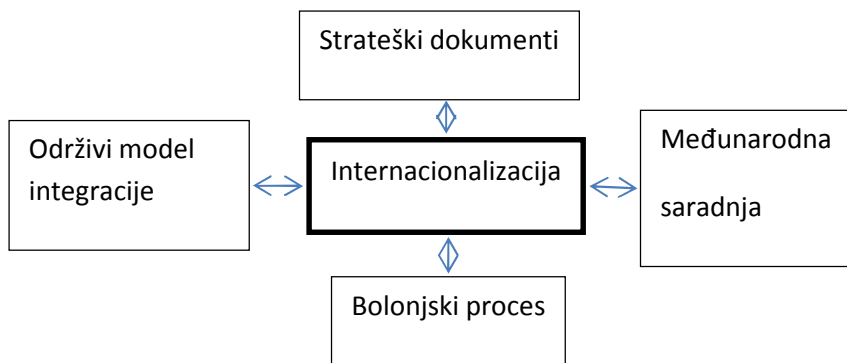 Strateški dokumenti
Održivi model
integracije
Internacionalizacija
Međunarodna
saradnja
Bolonjski proces